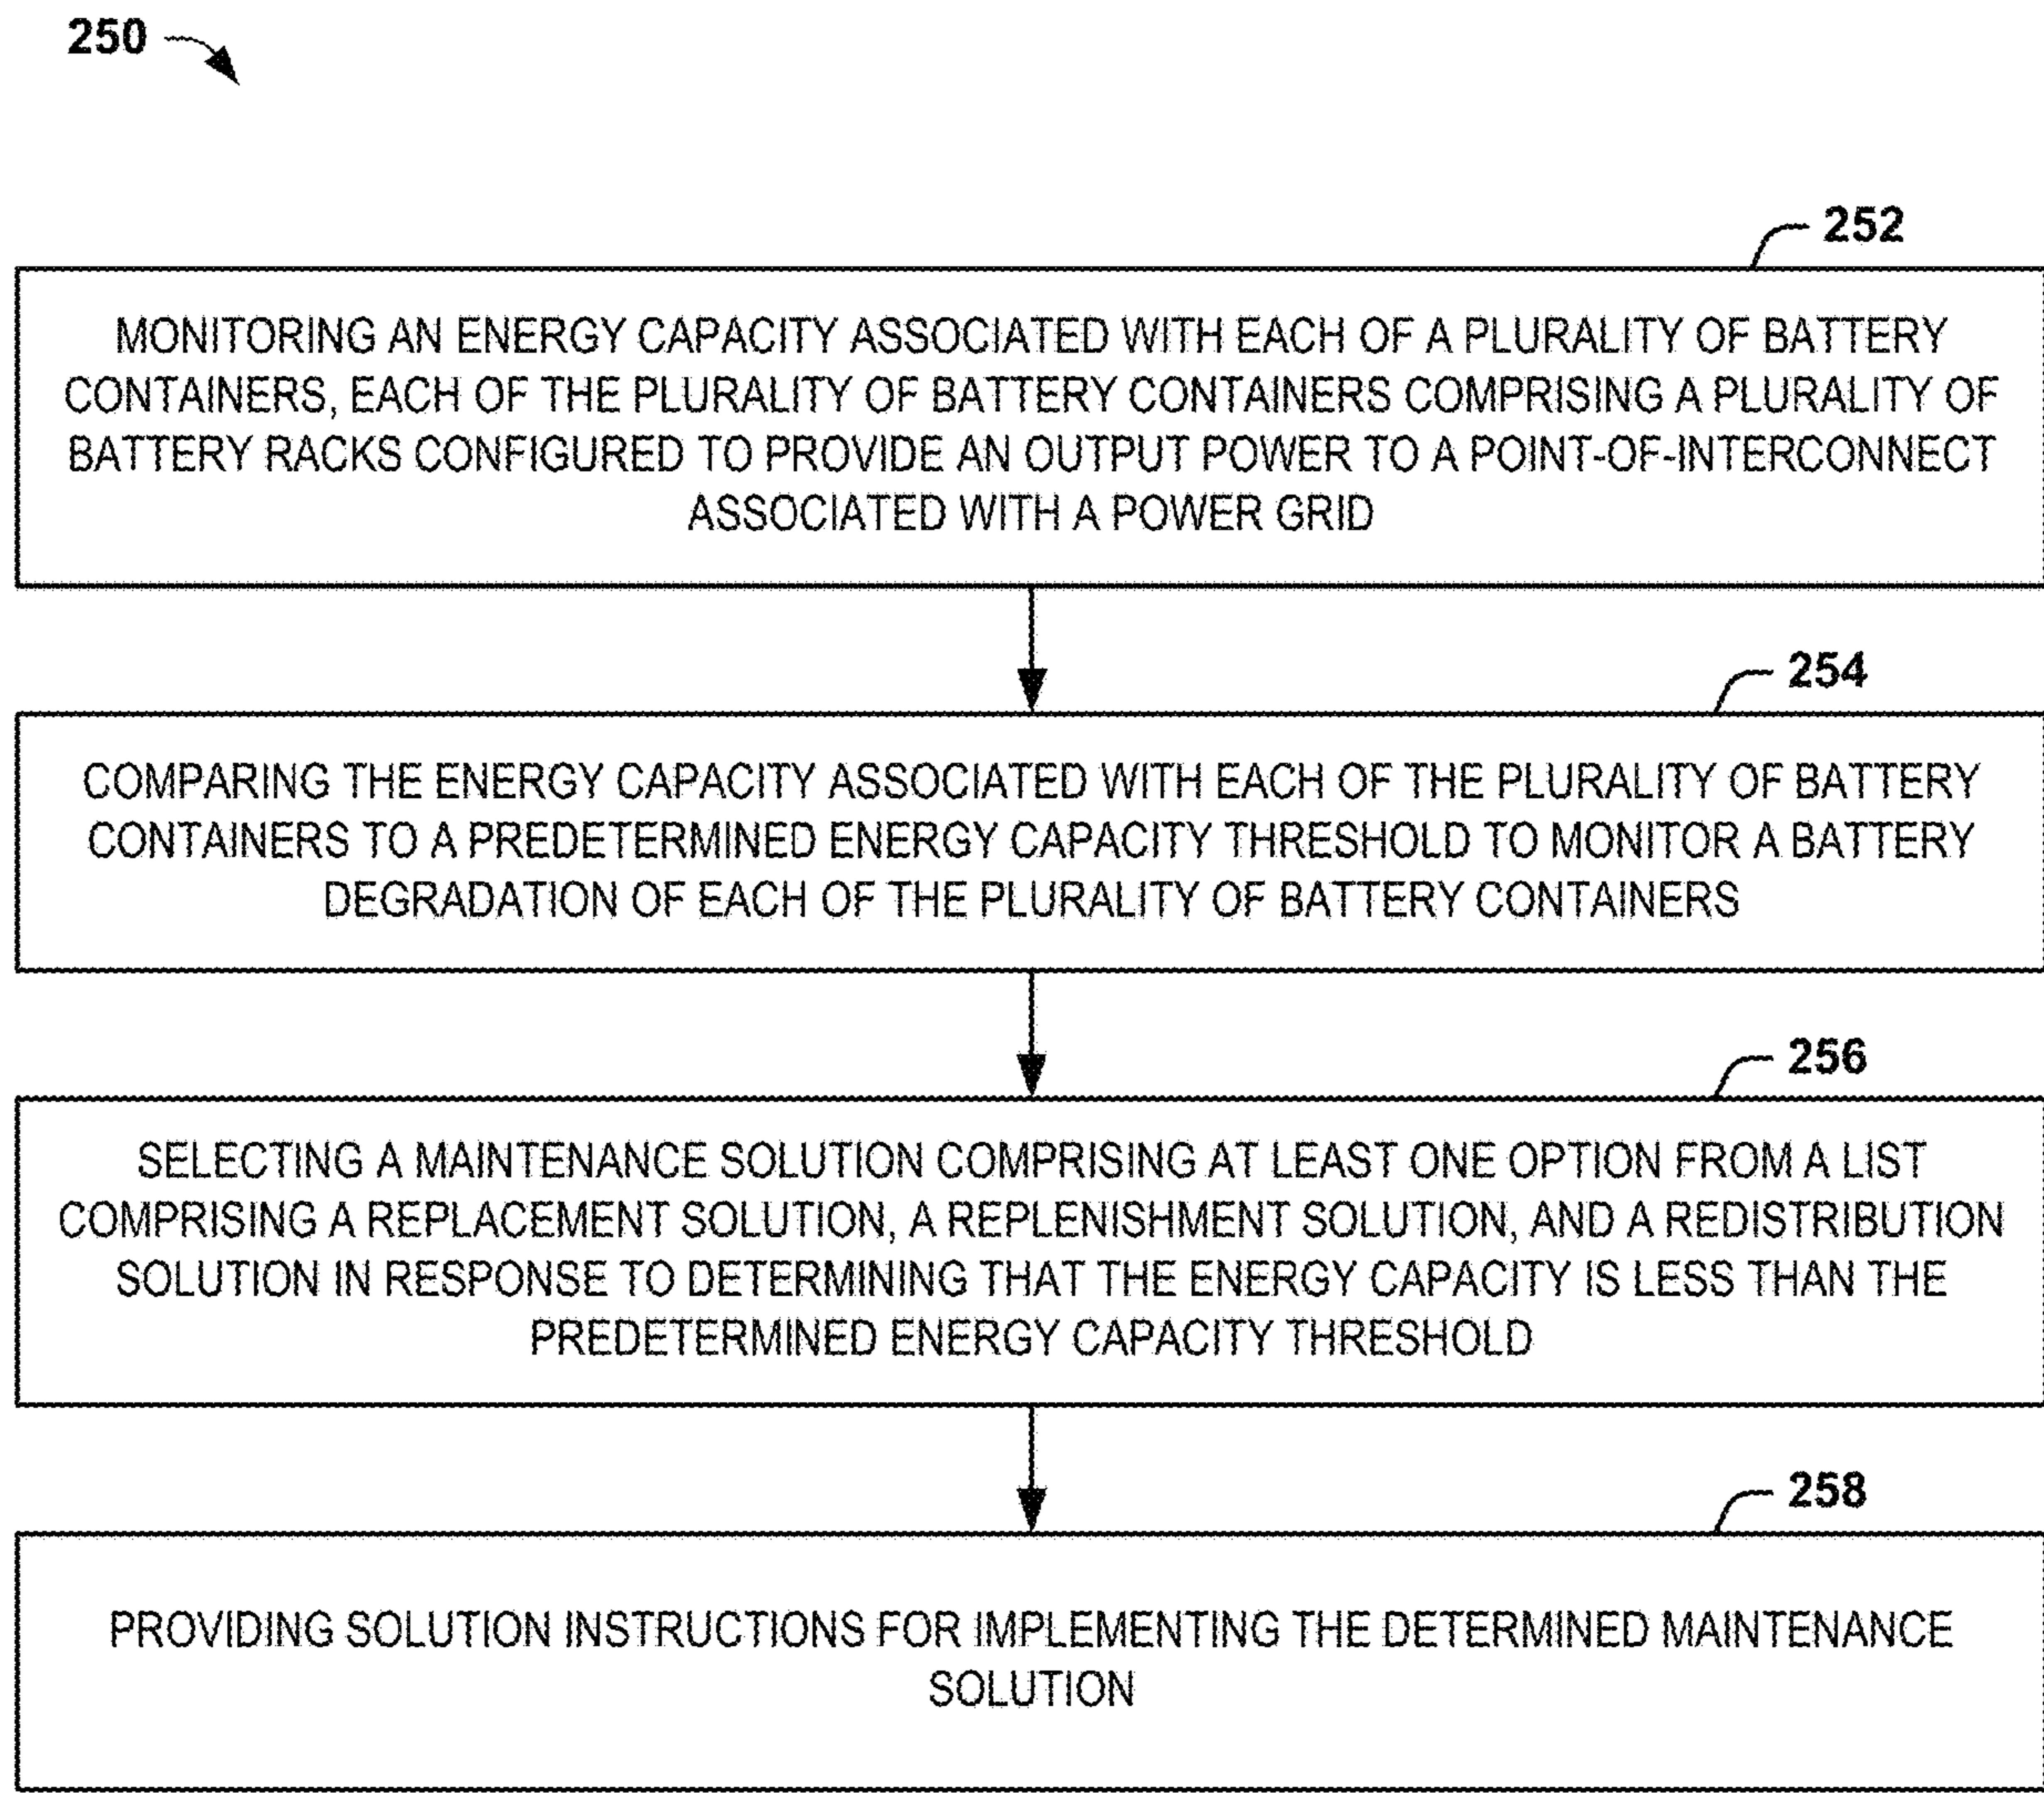 250
252
MONITORING AN ENERGY CAPACITY ASSOCIATED WITH EACH OF A PLURALITY OF BATTERY
CONTAINERS, EACH OF THE PLURALITY OF BATTERY CONTAINERS COMPRISING A PLURALITY OF
BATTERY RACKS CONFIGURED TO PROVIDE AN OUTPUT POWER TO A POINT-OF-INTERCONNECT
ASSOCIATED WITH A POWER GRID
254
COMPARING THE ENERGY CAPACITY ASSOCIATED WITH EACH OF THE PLURALITY OF BATTERY
CONTAINERS TO A PREDETERMINED ENERGY CAPACITY THRESHOLD TO MONITOR A BATTERY
DEGRADATION OF EACH OF THE PLURALITY OF BATTERY CONTAINERS
256
SELECTING A MAINTENANCE SOLUTION COMPRISING AT LEAST ONE OPTION FROM A LIST
COMPRISING A REPLACEMENT SOLUTION, A REPLENISHMENT SOLUTION, AND A REDISTRIBUTION
SOLUTION IN RESPONSE TO DETERMINING THAT THE ENERGY CAPACITY IS LESS THAN THE
PREDETERMINED ENERGY CAPACITY THRESHOLD
258
PROVIDING SOLUTION INSTRUCTIONS FOR IMPLEMENTING THE DETERMINED MAINTENANCE
SOLUTION